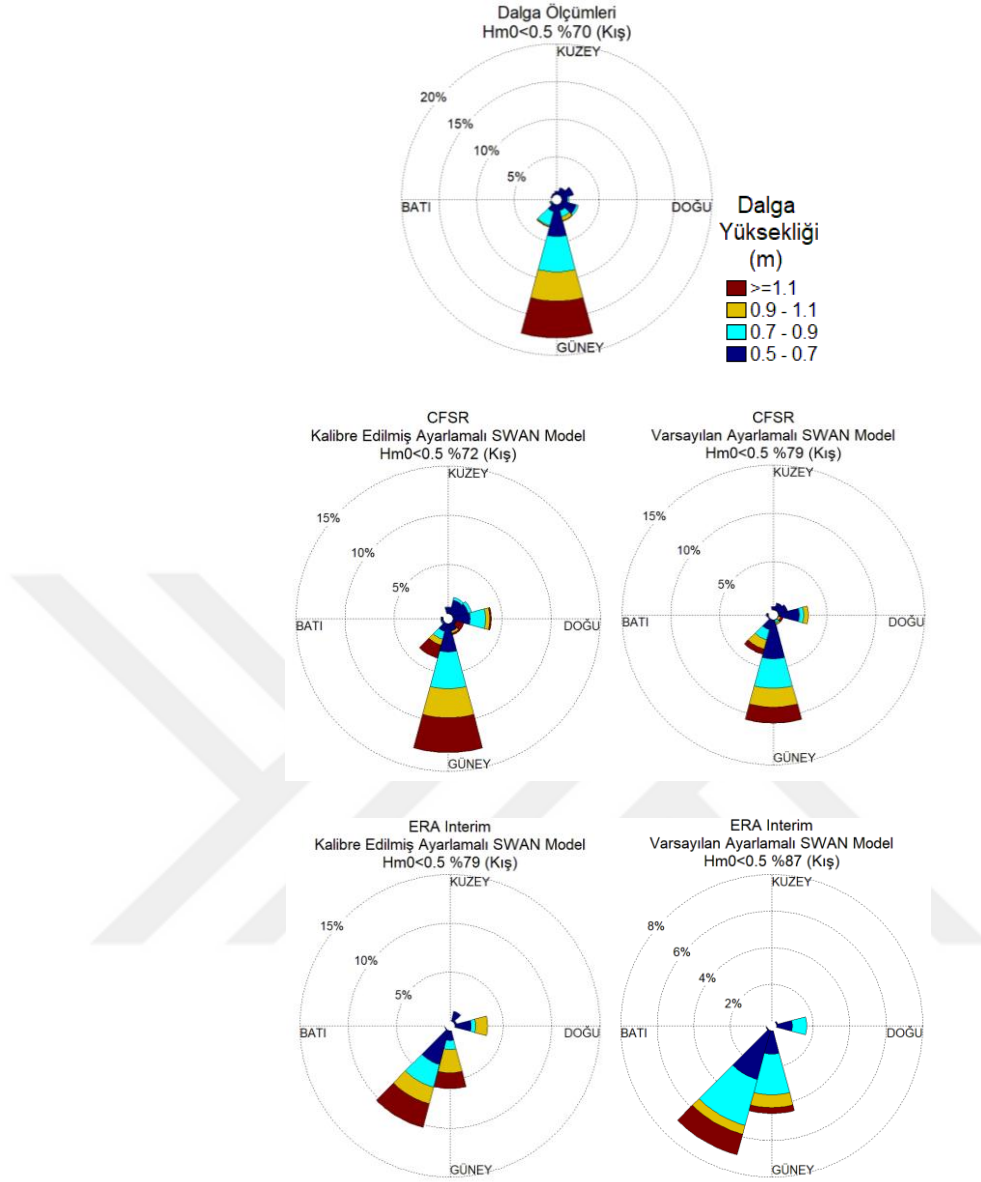 Dalga Ölçümleri
Hm0<0.5 %70 (Kış)
KUZEY
20%
15%
10%
5%
BATI
DOĞU
GÜNEY
Dalga
Yüksekliği
(m)
>=1.1
0.9 - 1.1
0.7 - 0.9
0.5 - 0.7
CFSR
Kalibre Edilmiş Ayarlamalı SWAN Model
Hm0<0.5 %72 (Kış)
KUZEY
15%
10%
5%
BATI
DOĞU
GÜNEY
CFSR
Varsayılan Ayarlamalı SWAN Model
Hm0<0.5 %79 (Kış)
KUZEY
15%
10%
5%
BATI
DOĞU
GÜNEY
ERA Interim
Kalibre Edilmiş Ayarlamalı SWAN Model
Hm0<0.5 %79 (Kış)
KUZEY
15%
10%
5%
BATI
DOĞU
GÜNEY
ERA Interim
Varsayılan Ayarlamalı SWAN Model
Hm0<0.5 %87 (Kış)
KUZEY
8%
6%
4%
2%
BATI
DOĞU
GÜNEY